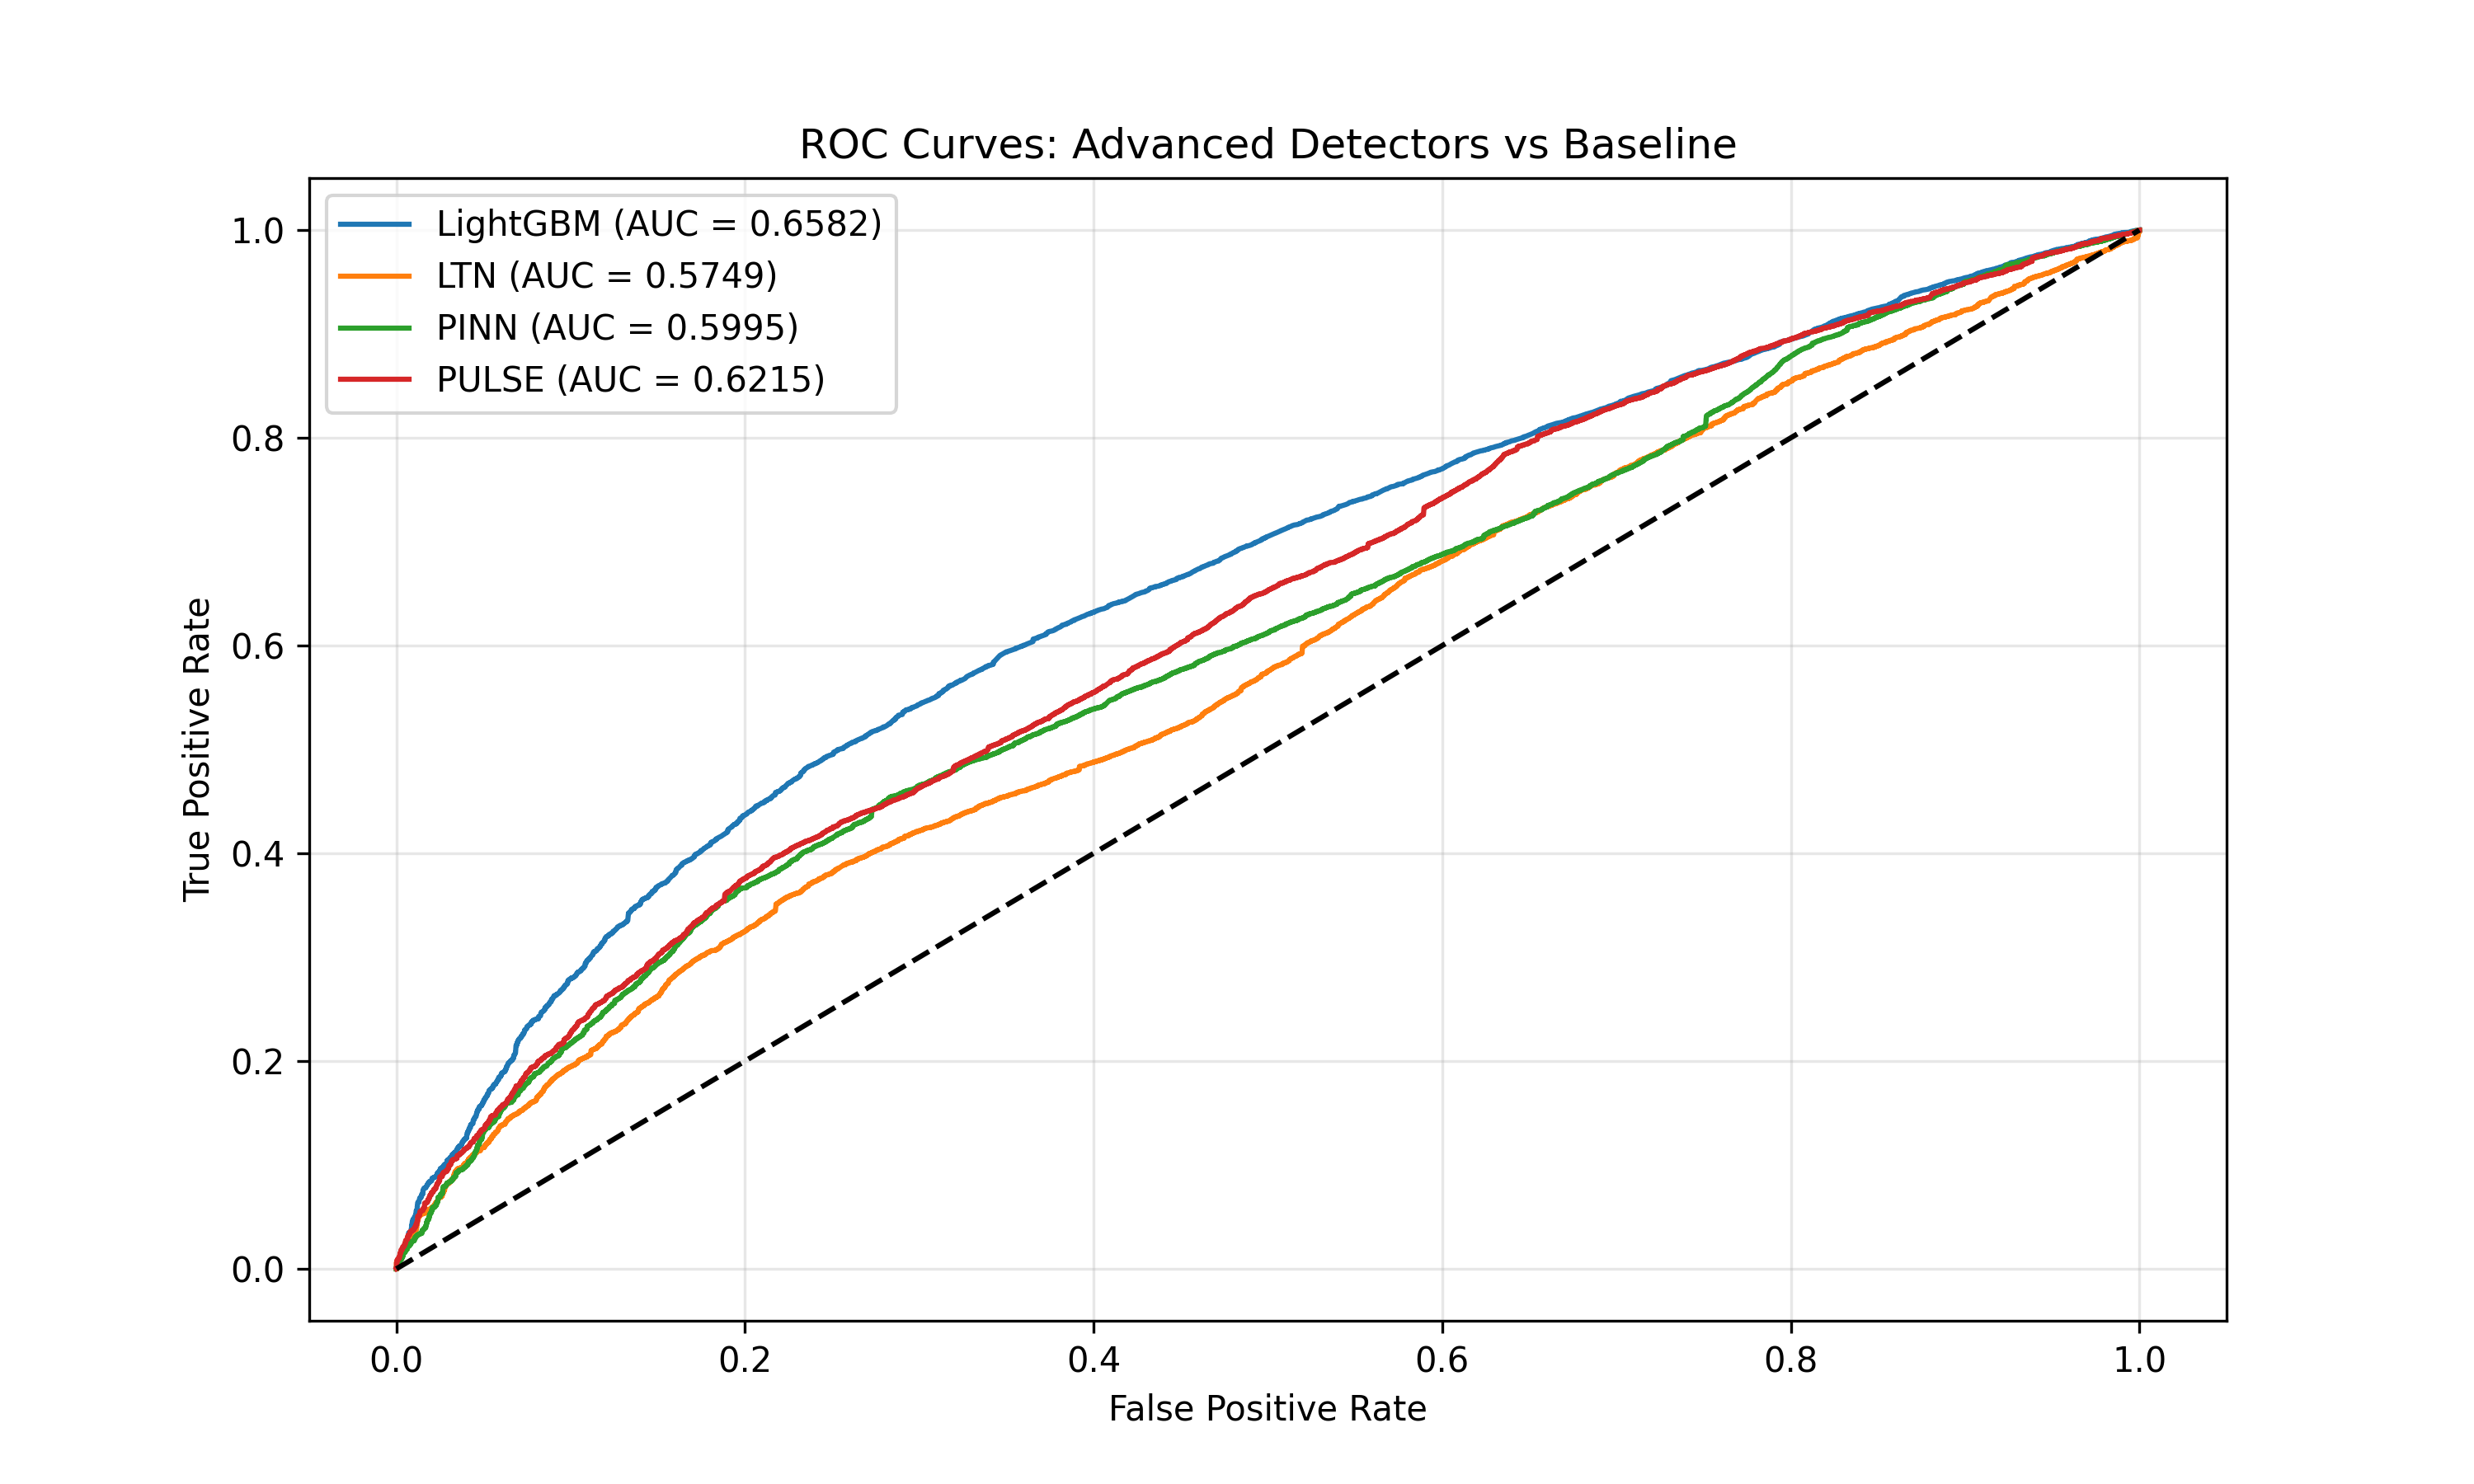 ROC Curves: Advanced Detectors vs Baseline
LightGBM (AUC = 0.6582)
LTN (AUC = 0.5749)
PINN (AUC = 0.5995)
PULSE (AUC = 0.6215)
True Positive Rate
1.0
0.8
0.6
0.4
0.2
0.0
0.0 0.2 0.4 0.6 0.8 1.0
False Positive Rate